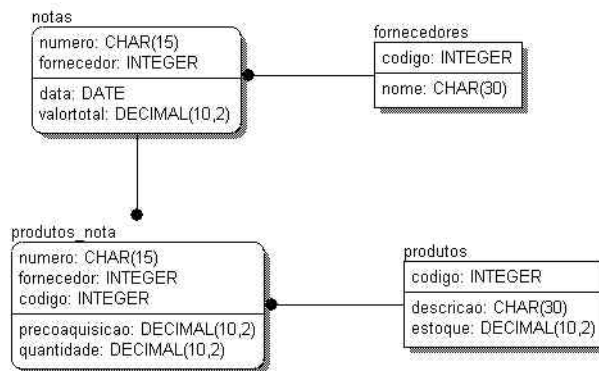 notas
numero: CHAR(15)
fornecedor: INTEGER
data: DATE
valortotal: DECIMAL(10,2)
fornecedores
codigo: INTEGER
nome: CHAR(30)
produtos_nota
numero: CHAR(15)
fornecedor: INTEGER
codigo: INTEGER
precoaquisicao: DECIMAL(10,2)
quantidade: DECIMAL(10,2)
produtos
codigo: INTEGER
descricao: CHAR(30)
estoque: DECIMAL(10,2)